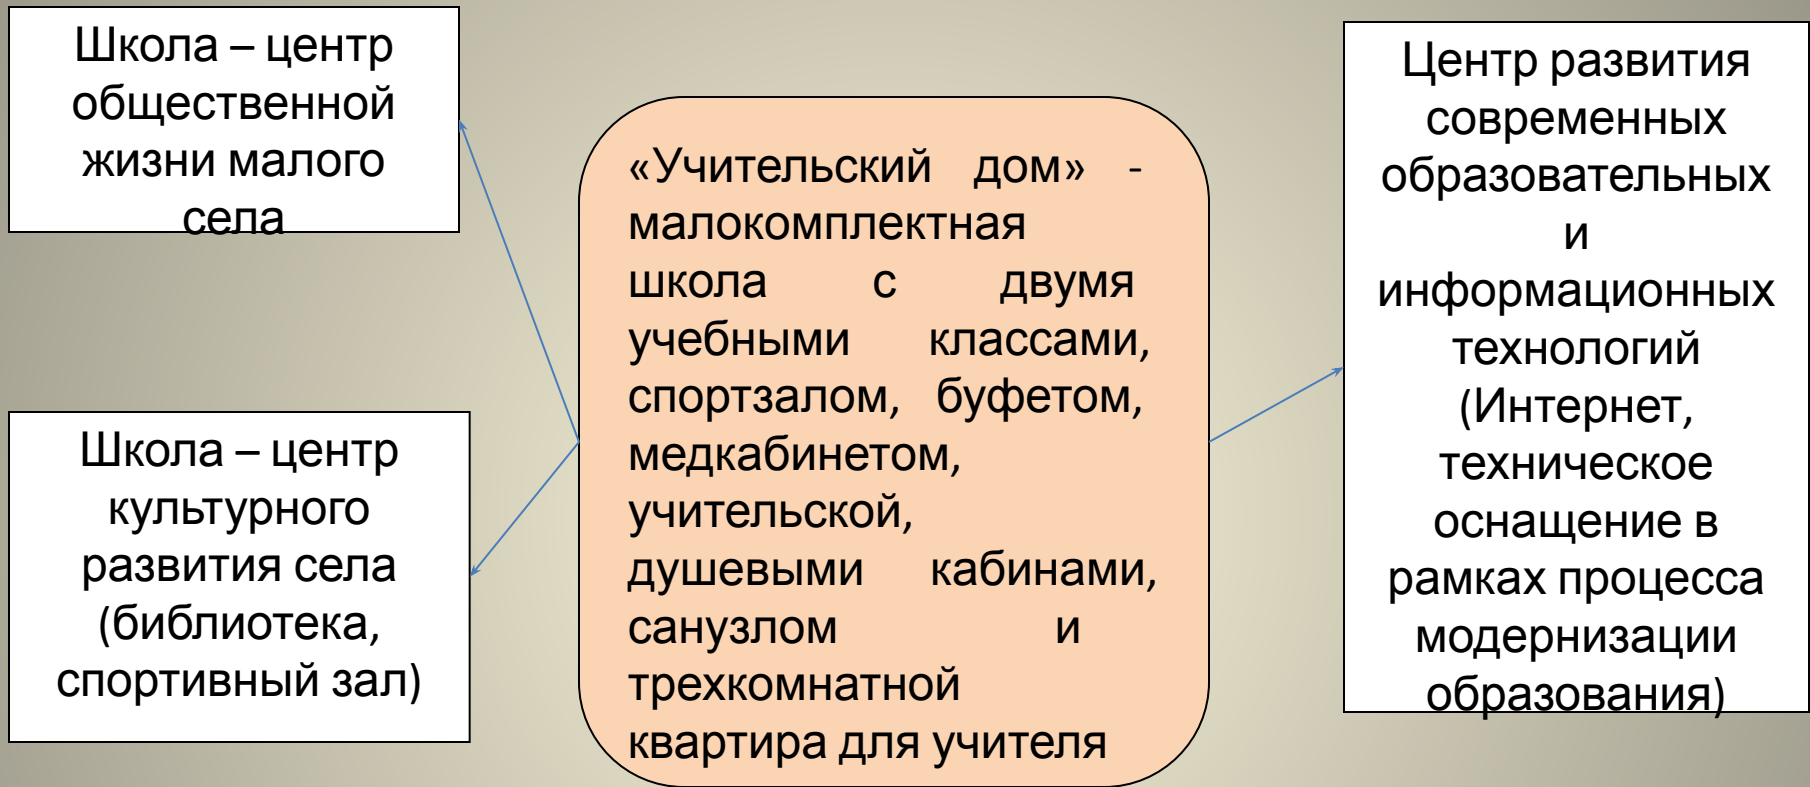 Школа – центр
общественной
жизни малого
села
Школа – центр
культурного
развития села
(библиотека,
спортивный зал)
«Учительский дом» -
малокомплектная
школа с двумя
учебными классами,
спортзалом, буфетом,
медкабинетом,
учительской,
душевыми кабинами,
санузлом и
трехкомнатной
квартира для учителя
Центр развития
современных
образовательных
и
информационных
технологий
(Интернет,
техническое
оснащение в
рамках процесса
модернизации
образования)